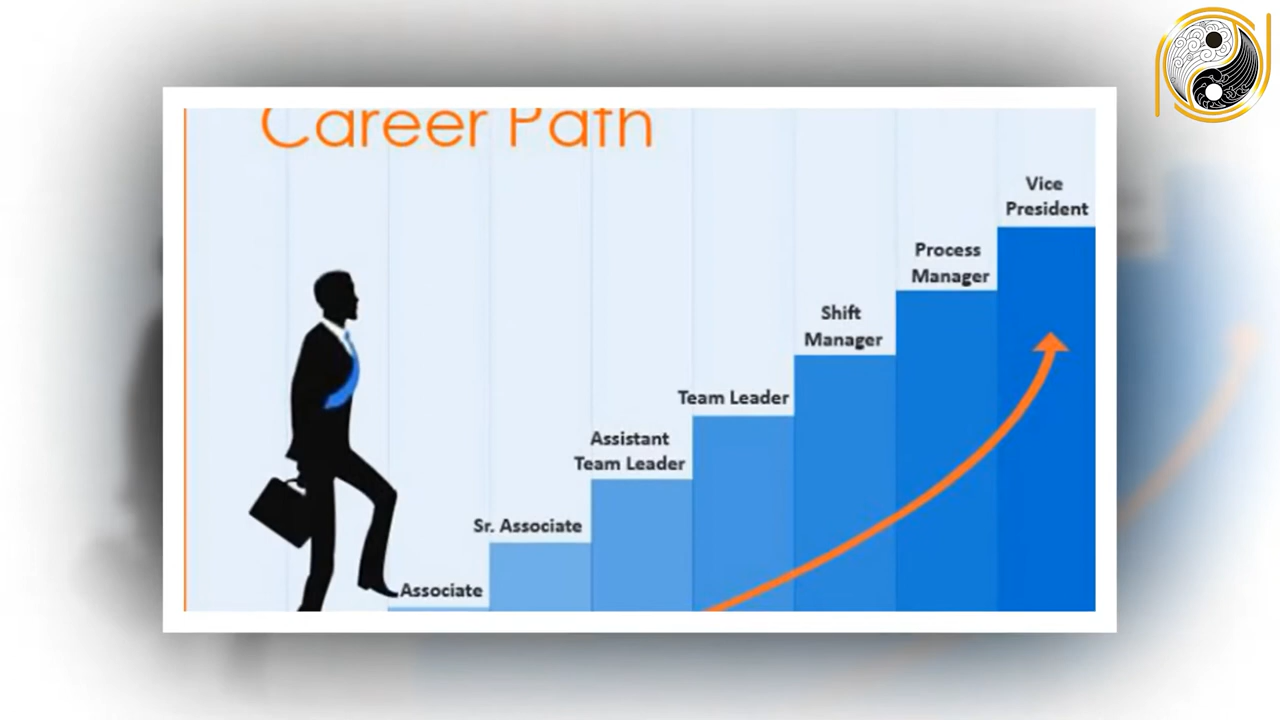 Career Path
Vice
President
Process
Manager
Shift
Manager
Team Leader
Assistant
Team Leader
Sr. Associate
Associate